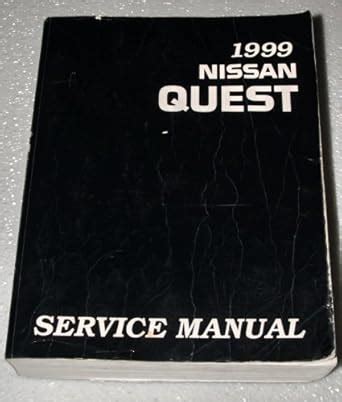 1999
NISSAN
QUEST
SERVICE MANUAL